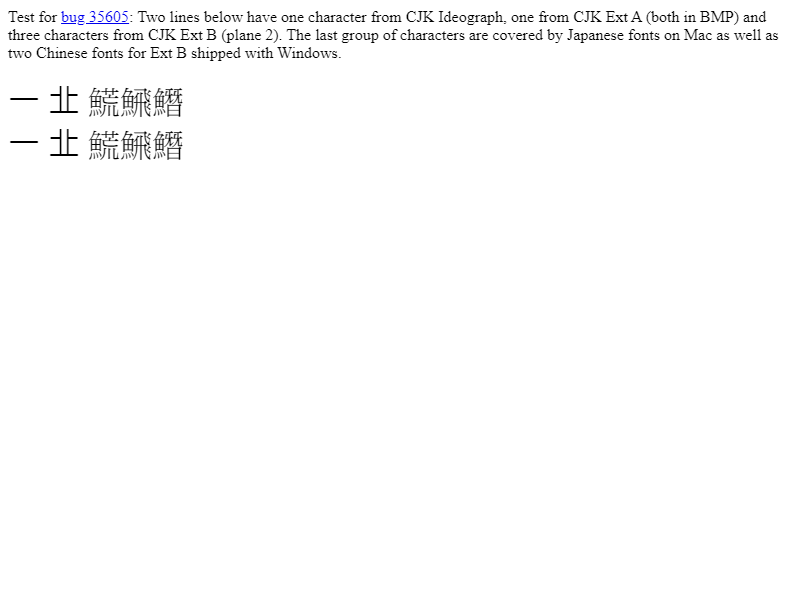 Test for bug 35605: Two lines below have one character from CJK Ideograph, one from CJK Ext A (both in BMP) and
three characters from CJK Ext B (plane 2). The last group of characters are covered by Japanese fonts on Mac as well as
two Chinese fonts for Ext B shipped with Windows.
一 㐀 𩺊𩹉𩻛
一 㐀 𩺊𩹉𩻛